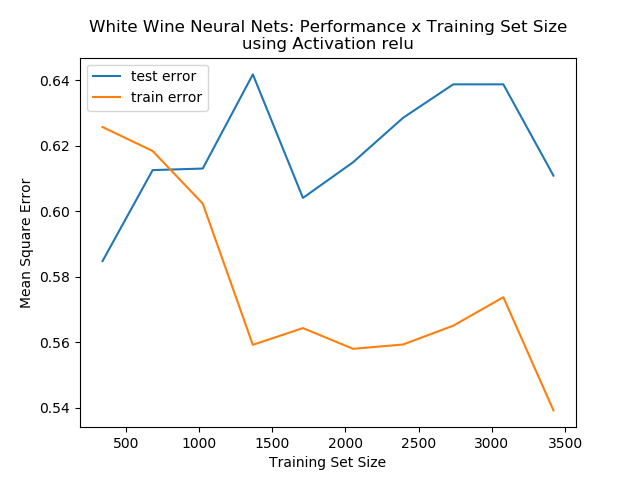 White Wine Neural Nets: Performance x Training Set Size
using Activation relu
test error
train error
Mean Square Error
0.64
0.62
0.60
0.58
0.56
0.54
500 1000 1500 2000 2500 3000 3500
Training Set Size